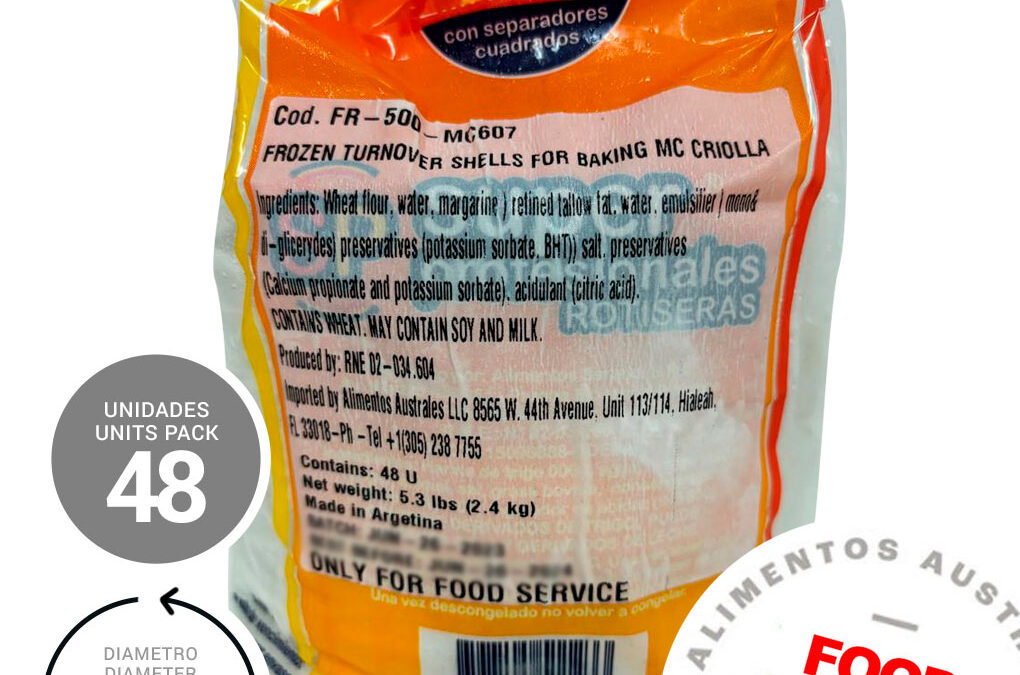 con separadores
cuadrados
Cod. FR-500-MC607
FROZEN TURNOVER SHELLS FOR BAKING MC CRIOLLA
Ingredients: Wheat flour, water, margarine ) refined tallow fat, water, emulsifier ( mono&
di-glicerydes) preservatives (potassium sorbate, BHT)) salt, preservatives
(Calcium propionate and potassium sorbate), acidulant (citric acid).
CONTAINS WHEAT. MAY CONTAIN SOY AND MILK.
Produced by: RNE 02-034.604
Imported by Alimentos Australes LLC 8565 W. 44th Avenue, Unit 113/114, Hialeah,
FL 33018-Ph -Tel +1(305) 238 7755
Contains: 48 U
Net weight: 5.3 lbs (2.4 kg)
Made in Argetina
ONLY FOR FOOD SERVICE
Una vez descongelado no volver a congelar.
super
SP
profesionales
ROTISERAS
UNIDADES
UNITS PACK
48
DIAMETRO
DIAMETER
ALIMENTOS